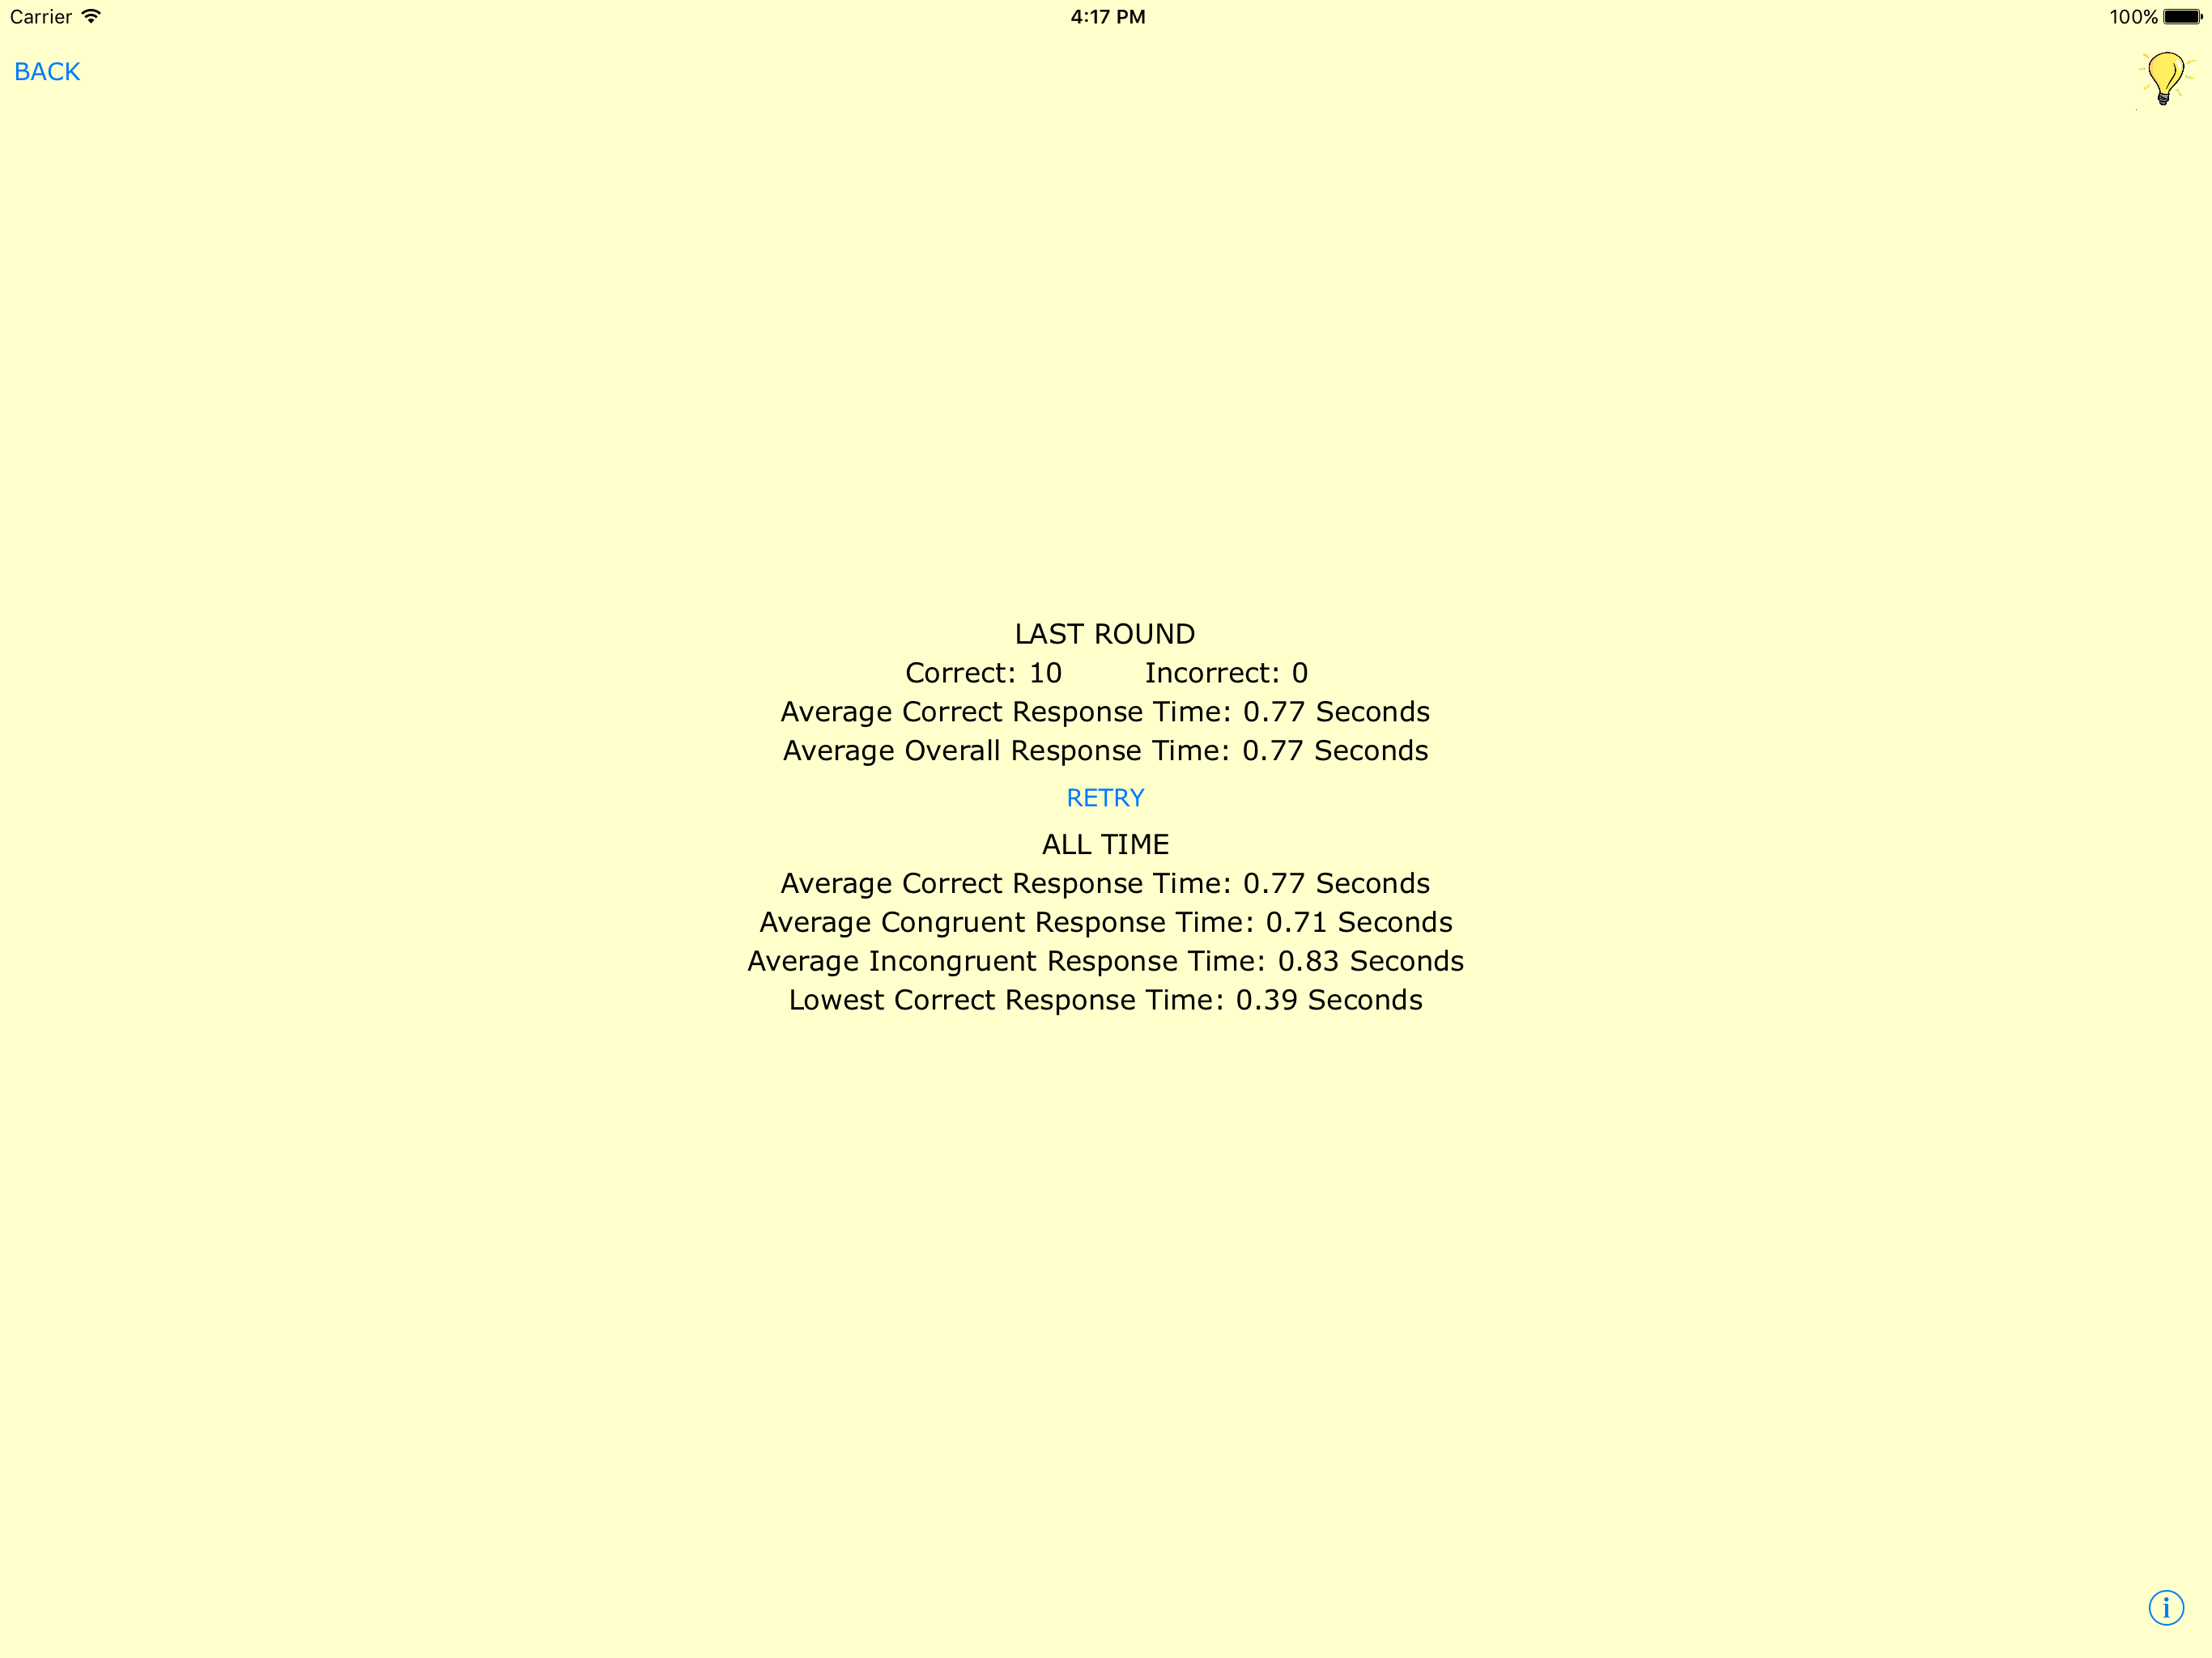 Carrier 4:17 PM 100%
BACK
LAST ROUND
Correct: 10 Incorrect: 0
Average Correct Response Time: 0.77 Seconds
Average Overall Response Time: 0.77 Seconds
RETRY
ALL TIME
Average Correct Response Time: 0.77 Seconds
Average Congruent Response Time: 0.71 Seconds
Average Incongruent Response Time: 0.83 Seconds
Lowest Correct Response Time: 0.39 Seconds
i